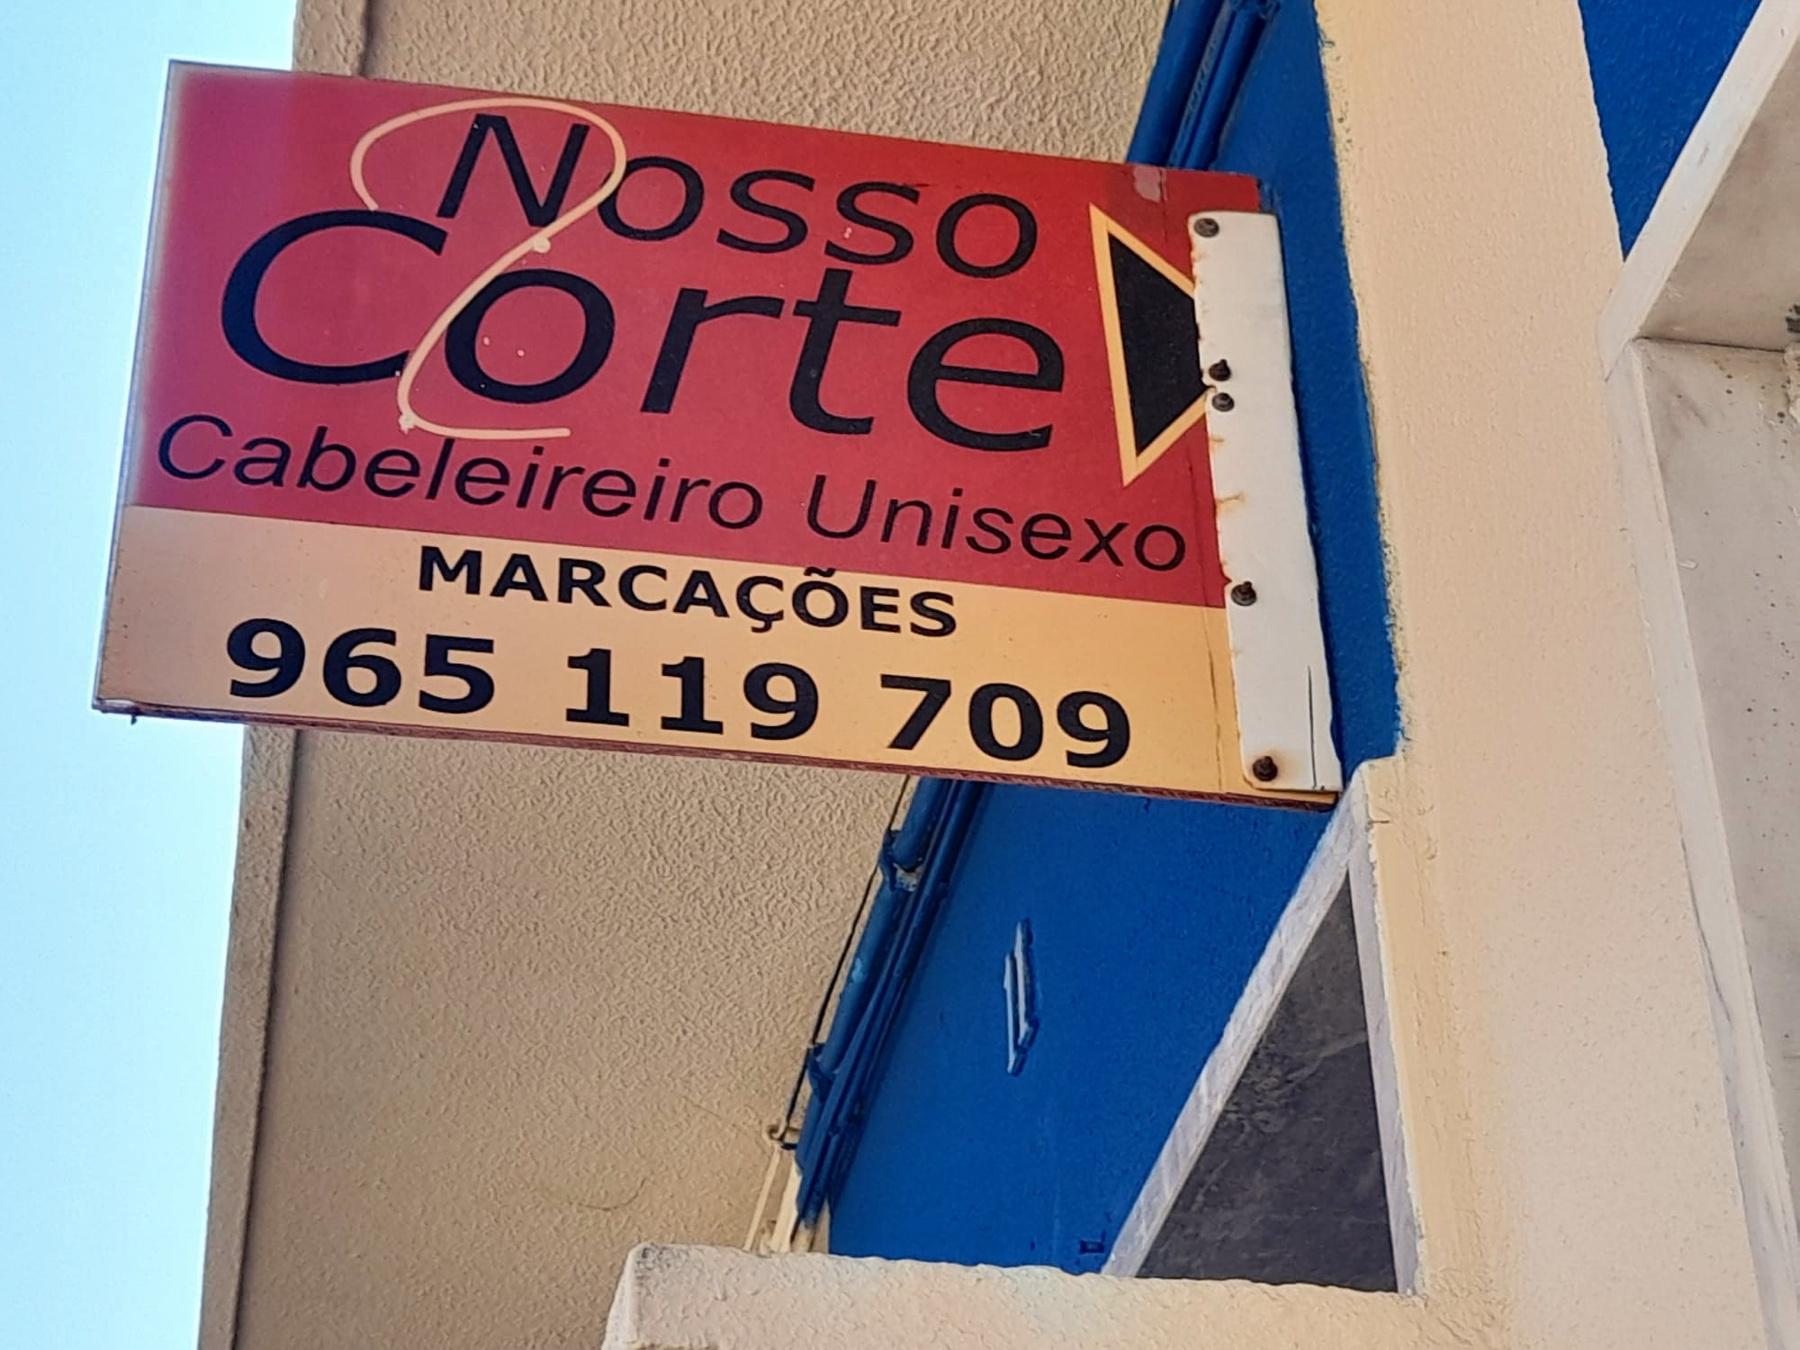 Nosso
Corte
Cabeleireiro Unisexo
MARCAÇÕES
965 119 709